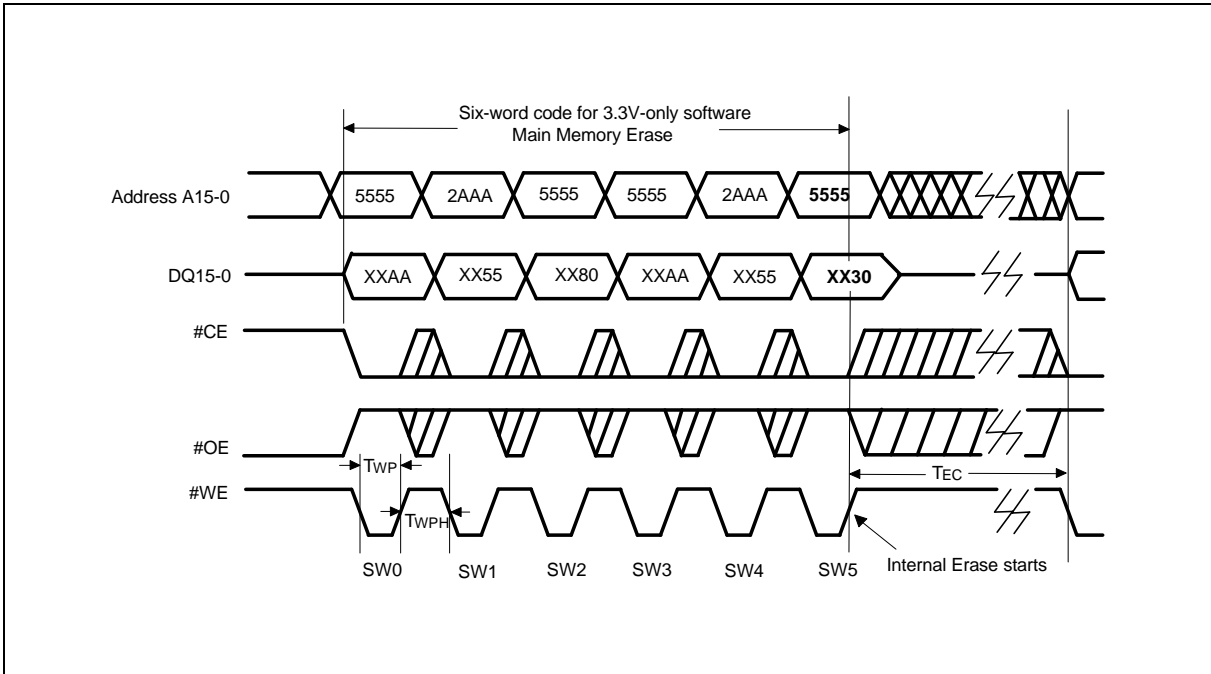 Six-word code for 3.3V-only software
Main Memory Erase
Address A15-0
5555 2AAA 5555 5555 2AAA 5555
DQ15-0
XXAA XX55 XX80 XXAA XX55 XX30
#CE
#OE
TWP
TEC
#WE
TWPH
SW0 SW1 SW2 SW3 SW4 SW5
Internal Erase starts